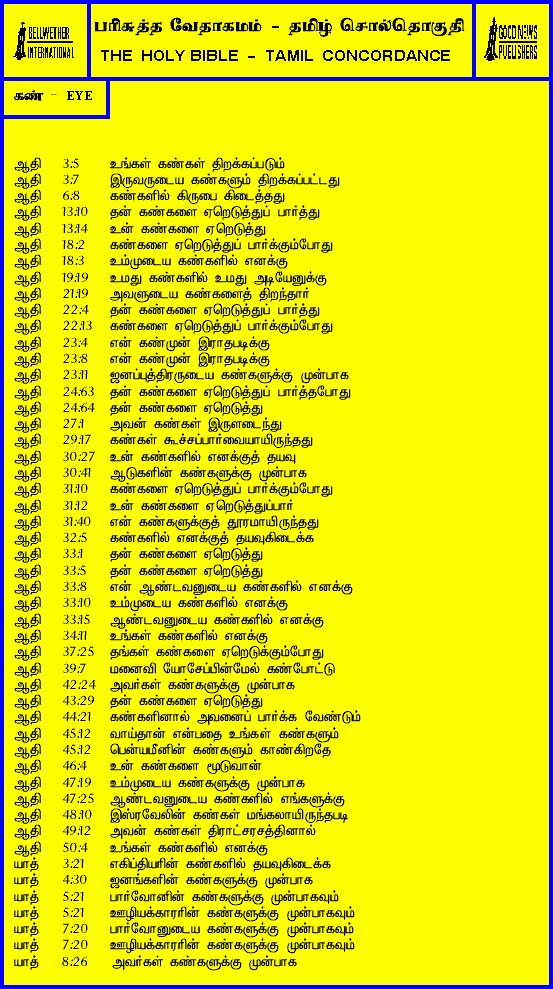 BELLWETHER INTERNATIONAL
பரிசுத்த வேதாகமம் - தமிழ் சொல்தொகுதி
THE HOLY BIBLE - TAMIL CONCORDANCE
GOOD NEWS PUBLISHERS
கண் - EYE
ஆதி 3:5 உங்கள் கண்கள் திறக்கப்படும்
ஆதி 3:7 இருவருடைய கண்களும் திறக்கப்பட்டது
ஆதி 6:8 கண்களில் கிருபை கிடைத்தது
ஆதி 13:10 தன் கண்களை ஏறெடுத்துப் பார்த்து
ஆதி 13:14 உன் கண்களை ஏறெடுத்து
ஆதி 18:2 கண்களை ஏறெடுத்துப் பார்க்கும்போது
ஆதி 18:3 உம்முடைய கண்களில் எனக்கு
ஆதி 19:19 உமது கண்களில் உமது அடியேனுக்கு
ஆதி 21:19 அவளுடைய கண்களைத் திறந்தார்
ஆதி 22:4 தன் கண்களை ஏறெடுத்துப் பார்த்து
ஆதி 22:13 கண்களை ஏறெடுத்துப் பார்க்கும்போது
ஆதி 23:4 என் கண்முன் இராதபடிக்கு
ஆதி 23:8 என் கண்முன் இராதபடிக்கு
ஆதி 23:11 ஜனப்புத்திரருடைய கண்களுக்கு முன்பாக
ஆதி 24:63 தன் கண்களை ஏறெடுத்துப் பார்த்தபோது
ஆதி 24:64 தன் கண்களை ஏறெடுத்து
ஆதி 27:1 அவன் கண்கள் இருளடைந்து
ஆதி 29:17 கண்கள் கூச்சப்பார்வையாயிருந்தது
ஆதி 30:27 உன் கண்களில் எனக்குத் தயவு
ஆதி 30:41 ஆடுகளின் கண்களுக்கு முன்பாக
ஆதி 31:10 கண்களை ஏறெடுத்துப் பார்க்கும்போது
ஆதி 31:12 உன் கண்களை ஏறெடுத்துப்பார்
ஆதி 31:40 என் கண்களுக்குத் தூரமாயிருந்தது
ஆதி 32:5 கண்களில் எனக்குத் தயவுகிடைக்க
ஆதி 33:1 தன் கண்களை ஏறெடுத்து
ஆதி 33:5 தன் கண்களை ஏறெடுத்து
ஆதி 33:8 என் ஆண்டவனுடைய கண்களில் எனக்கு
ஆதி 33:10 உம்முடைய கண்களில் எனக்கு
ஆதி 33:15 ஆண்டவனுடைய கண்களில் எனக்கு
ஆதி 34:11 உங்கள் கண்களில் எனக்கு
ஆதி 37:25 தங்கள் கண்களை ஏறெடுக்கும்போது
ஆதி 39:7 மனைவி யோசேப்பின்மேல் கண்போட்டு
ஆதி 42:24 அவர்கள் கண்களுக்கு முன்பாக
ஆதி 43:29 தன் கண்களை ஏறெடுத்து
ஆதி 44:21 கண்களினால் அவனைப் பார்க்க வேண்டும்
ஆதி 45:12 வாய்தான் என்பதை உங்கள் கண்களும்
ஆதி 45:12 பென்யமீனின் கண்களும் காண்கிறதே
ஆதி 46:4 உன் கண்களை மூடுவான்
ஆதி 47:19 உம்முடைய கண்களுக்கு முன்பாக
ஆதி 47:25 ஆண்டவனுடைய கண்களில் எங்களுக்கு
ஆதி 48:10 இஸ்ரவேலின் கண்கள் மங்கலாயிருந்தபடி
ஆதி 49:12 அவன் கண்கள் திராட்சரசத்தினால்
ஆதி 50:4 உங்கள் கண்களில் எனக்கு
யாத் 3:21 எகிப்தியரின் கண்களில் தயவுகிடைக்க
யாத் 4:30 ஜனங்களின் கண்களுக்கு முன்பாக
யாத் 5:21 பார்வோனின் கண்களுக்கு முன்பாகவும்
யாத் 5:21 ஊழியக்காரரின் கண்களுக்கு முன்பாகவும்
யாத் 7:20 பார்வோனுடைய கண்களுக்கு முன்பாகவும்
யாத் 7:20 ஊழியக்காரரின் கண்களுக்கு முன்பாகவும்
யாத் 8:26 அவர்கள் கண்களுக்கு முன்பாக